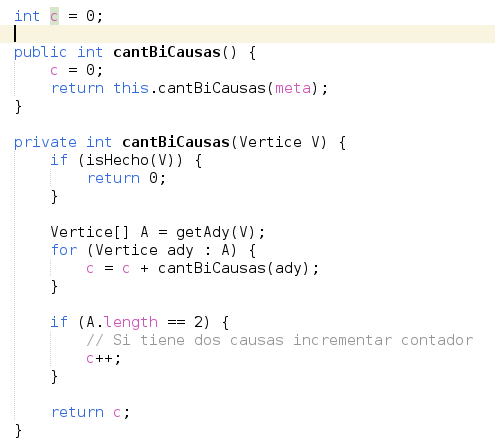 int c = 0;

public int cantBiCausas() {
    c = 0;
    return this.cantBiCausas(meta);
}

private int cantBiCausas(Vertice V) {
    if (isHecho(V)) {
        return 0;
    }

    Vertice[] A = getAdy(V);
    for (Vertice ady : A) {
        c = c + cantBiCausas(ady);
    }

    if (A.length == 2) {
        // Si tiene dos causas incrementar contador
        c++;
    }

    return c;
}